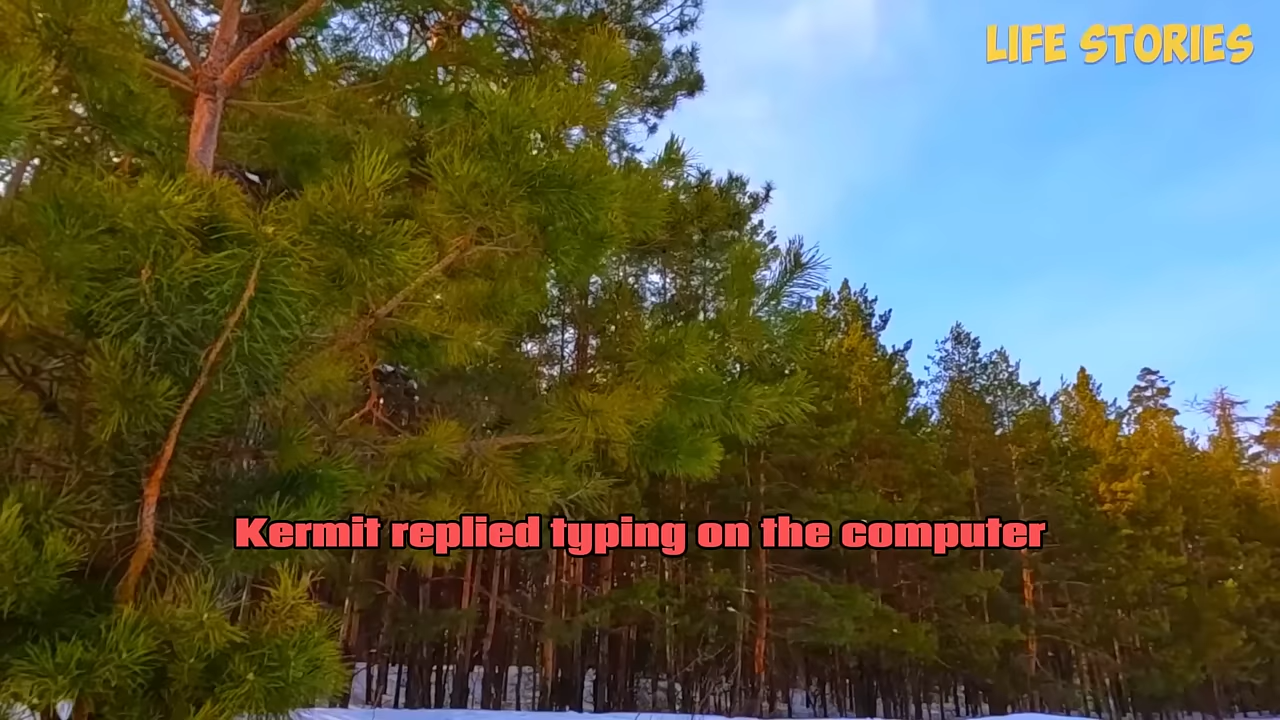 LIFE STORIES
Kermit replied typing on the computer